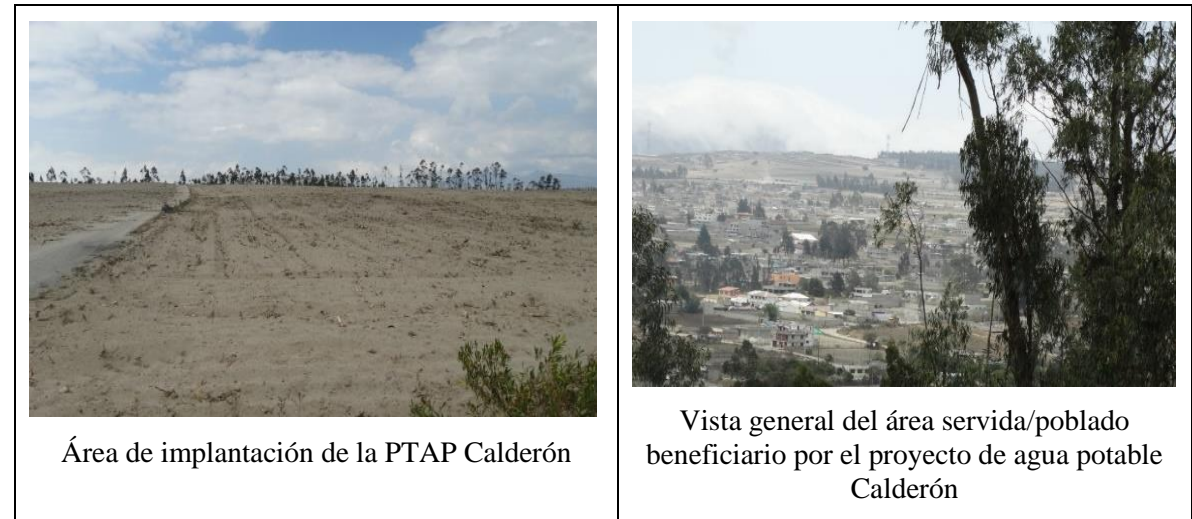 Área de implantación de la PTAP Calderón
Vista general del área servida/poblado
beneficiario por el proyecto de agua potable
Calderón